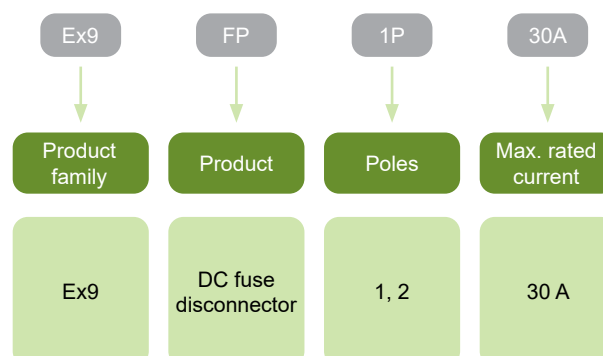 Ex9 FP 1P 30A
Product family Product Poles Max. rated current
Ex9 DC fuse disconnector 1, 2 30 A